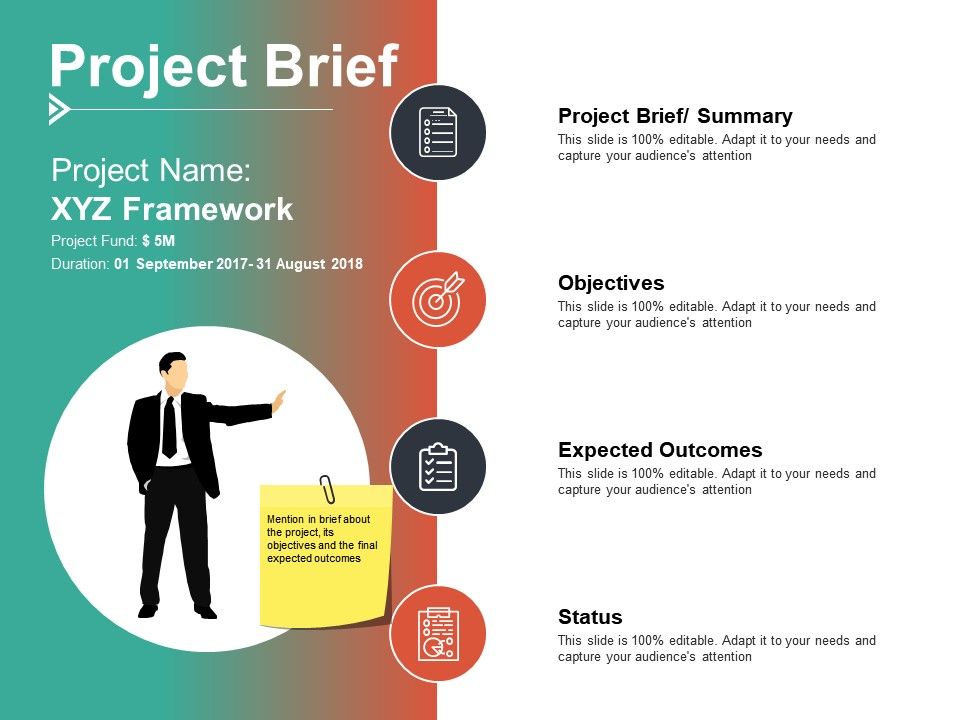 Project Brief
Project Name:
XYZ Framework
Project Fund: $ 5M
Duration: 01 September 2017- 31 August 2018
Mention in brief about
the project, its
objectives and the final
expected outcomes
Project Brief/ Summary
This slide is 100% editable. Adapt it to your needs and
capture your audience's attention
Objectives
This slide is 100% editable. Adapt it to your needs and
capture your audience's attention
Expected Outcomes
This slide is 100% editable. Adapt it to your needs and
capture your audience's attention
Status
This slide is 100% editable. Adapt it to your needs and
capture your audience's attention